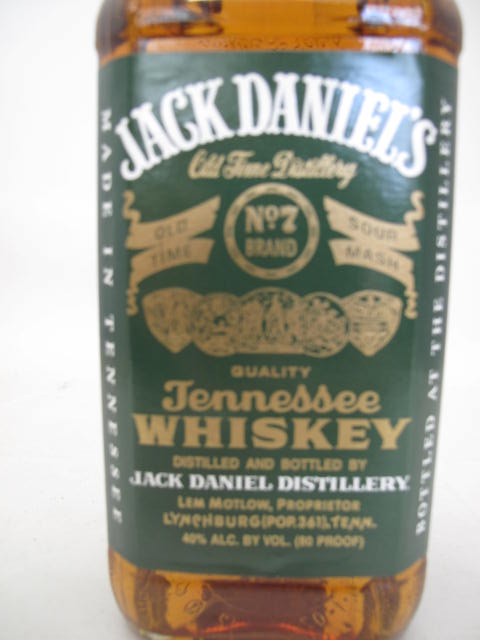 JACK DANIEL'S
Old Time Distillery
OLD TIME
No. 7 BRAND
SOUR MASH
QUALITY
Tennessee
WHISKEY
DISTILLED AND BOTTLED BY
JACK DANIEL DISTILLERY
LEM MOTLOW, PROPRIETOR
LYNCHBURG(POP.361),TENN.
40% ALC. BY VOL. (80 PROOF)
MADE IN TENNESSEE
BOTTLED AT THE DISTILLERY